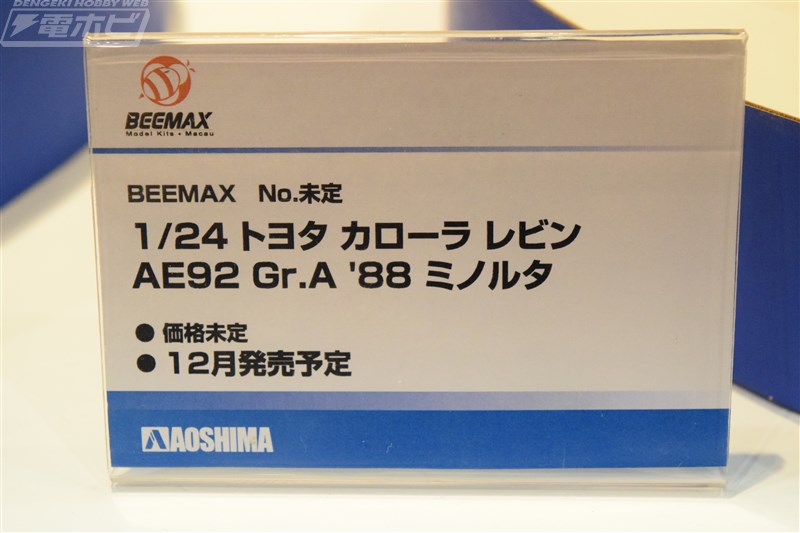 DENGEKI HOBBY WEB
電ホビ
BEEMAX
Model Kits • Macau
BEEMAX No.未定
1/24 トヨタ カローラ レビン
AE92 Gr.A '88 ミノルタ
● 価格未定
● 12月発売予定
AOSHIMA